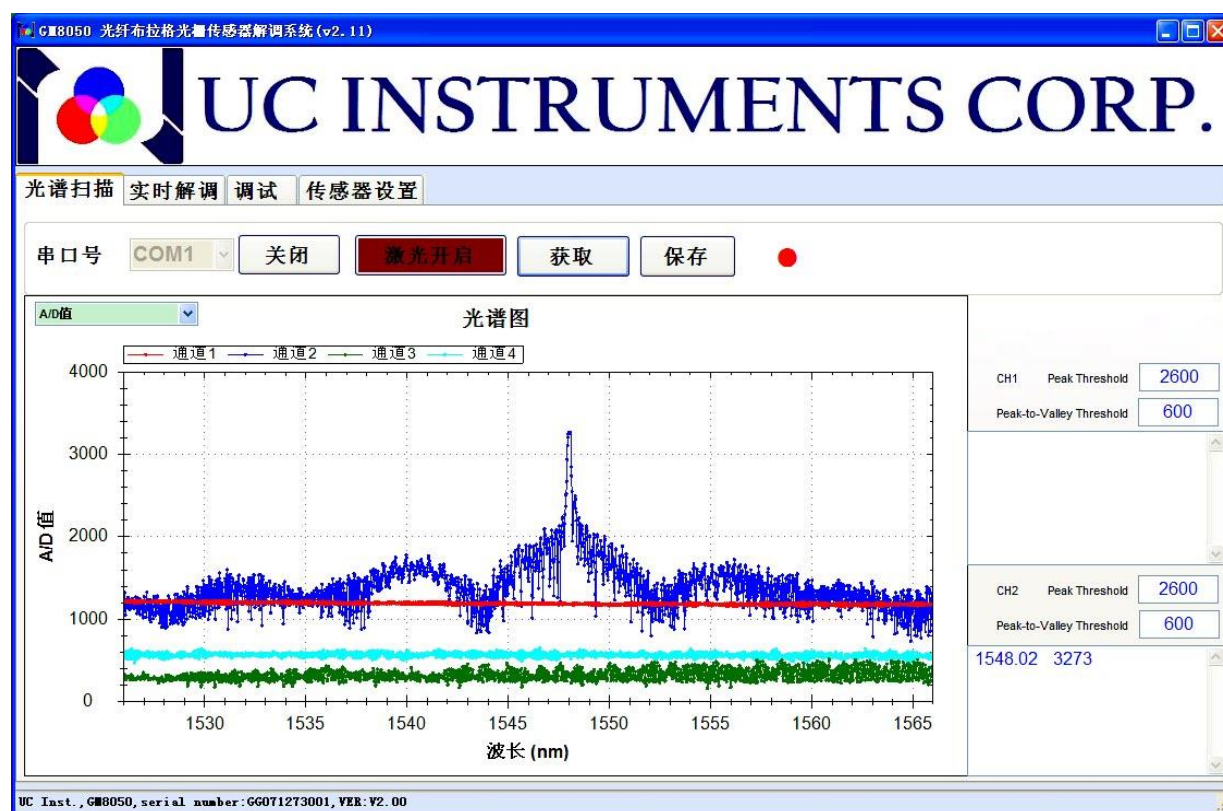 GM8050 光纤布拉格光栅传感器解调系统(v2.11)
UC INSTRUMENTS CORP.
光谱扫描 实时解调 调试 传感器设置
串口号 COM1 关闭 激光开启 获取 保存
A/D值
光谱图
通道1 通道2 通道3 通道4
4000
3000
2000
1000
0
A/D 值
1530 1535 1540 1545 1550 1555 1560 1565
波长 (nm)
CH1 Peak Threshold 2600
Peak-to-Valley Threshold 600
CH2 Peak Threshold 2600
Peak-to-Valley Threshold 600
1548.02 3273
UC Inst.,GM8050,serial number:GG071273001,VER:V2.00